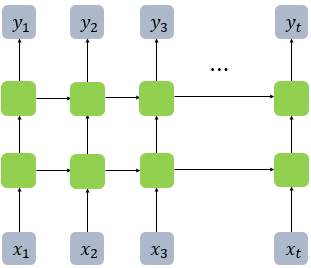 y₁ y₂ y₃ yₜ
...
x₁ x₂ x₃ xₜ